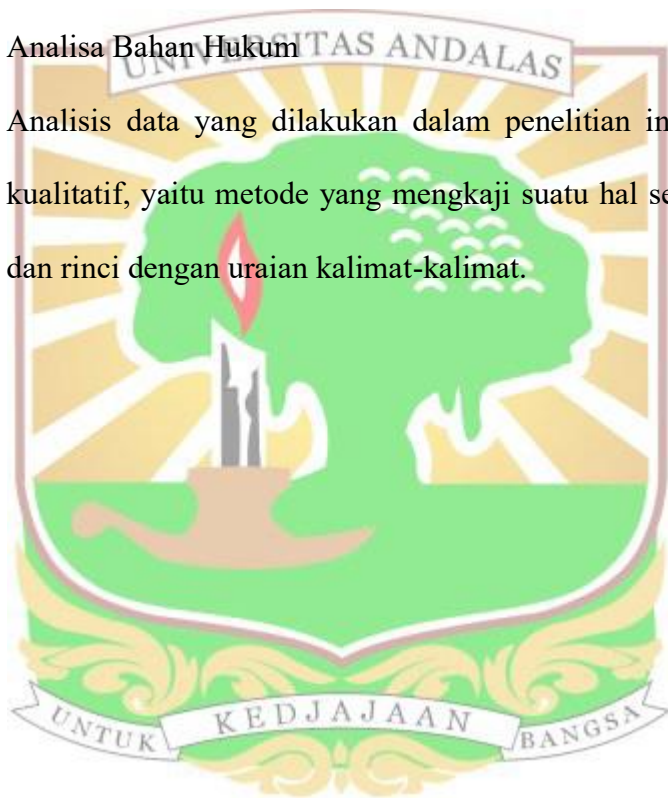 Analisa Bahan Hukum
UNIVERSITAS ANDALAS
Analisis data yang dilakukan dalam penelitian
kualitatif, yaitu metode yang mengkaji suatu hal
dan rinci dengan uraian kalimat-kalimat.
UNTUK KEDJAJAAN BANGSA